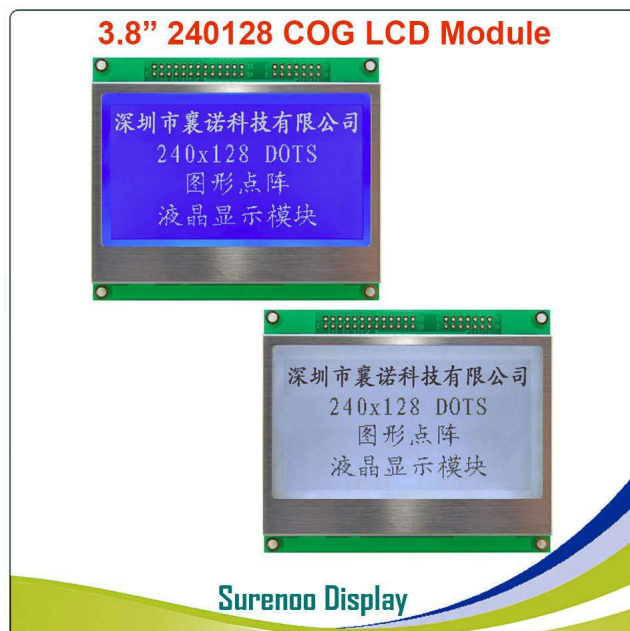 3.8” 240128 COG LCD Module
深圳市襄诺科技有限公司
240x128 DOTS
图形点阵
液晶显示模块
深圳市襄诺科技有限公司
240x128 DOTS
图形点阵
液晶显示模块
Surenoo Display